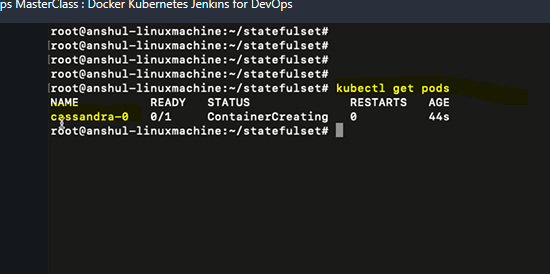 ps MasterClass : Docker Kubernetes Jenkins for DevOps
root@anshul-linuxmachine:~/statefulset#
root@anshul-linuxmachine:~/statefulset#
root@anshul-linuxmachine:~/statefulset#
root@anshul-linuxmachine:~/statefulset#
root@anshul-linuxmachine:~/statefulset# kubectl get pods
NAME READY STATUS RESTARTS AGE
cassandra-0 0/1 ContainerCreating 0 44s
root@anshul-linuxmachine:~/statefulset#